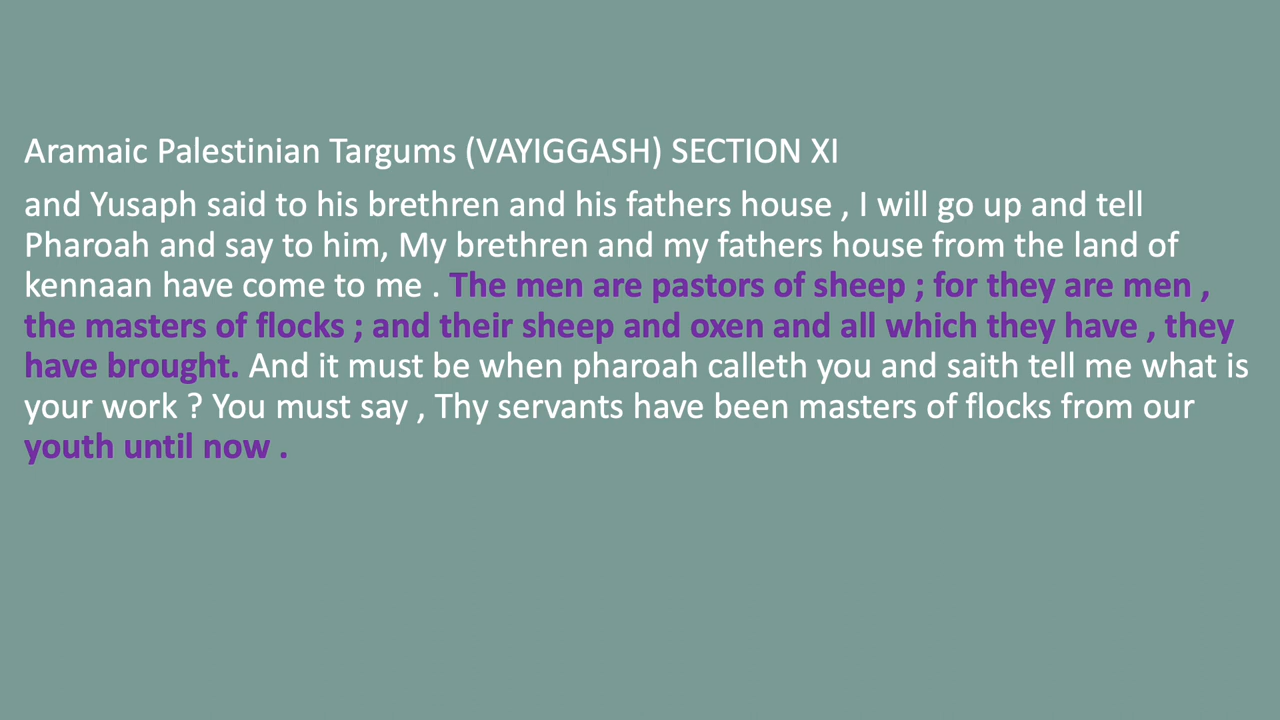 Aramaic Palestinian Targums (VAYIGGASH) SECTION XI
and Yusaph said to his brethren and his fathers house , I will go up and tell
Pharoah and say to him, My brethren and my fathers house from the land of
kennaan have come to me . The men are pastors of sheep ; for they are men ,
the masters of flocks ; and their sheep and oxen and all which they have , they
have brought. And it must be when pharoah calleth you and saith tell me what is
your work ? You must say , Thy servants have been masters of flocks from our
youth until now .